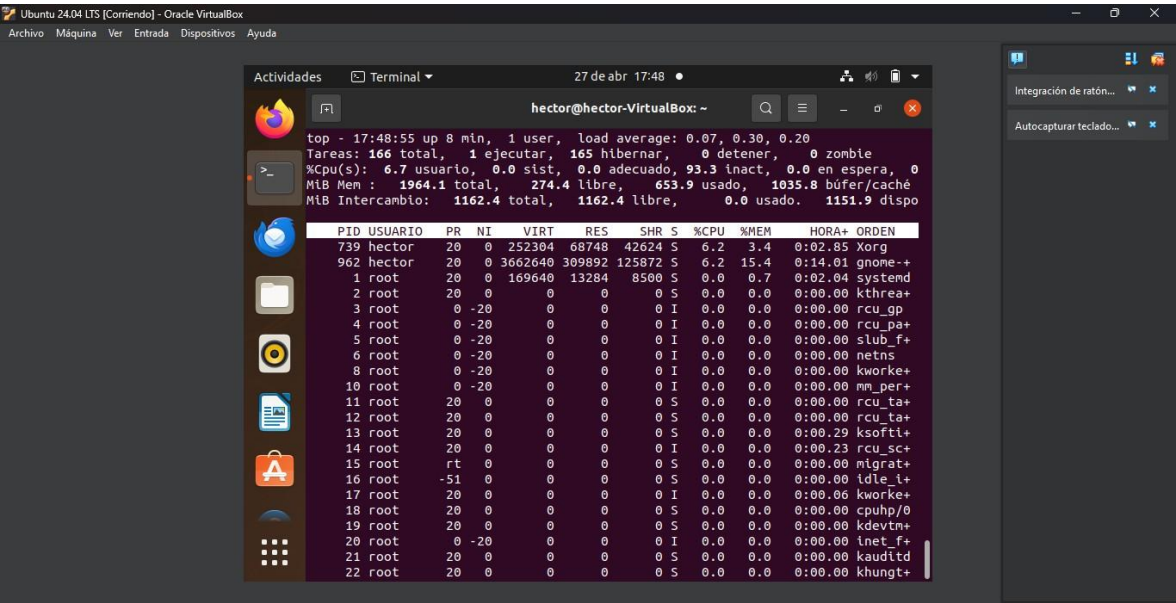 Ubuntu 24.04 LTS [Corriendo] - Oracle VirtualBox
Archivo Máquina Ver Entrada Dispositivos Ayuda
Actividades Terminal 27 de abr 17:48
hector@hector-VirtualBox: ~
top - 17:48:55 up 8 min, 1 user, load average: 0.07, 0.30, 0.20
Tareas: 166 total, 1 ejecutar, 165 hibernar, 0 detener, 0 zombie
%Cpu(s): 6.7 usuario, 0.0 sist, 0.0 adecuado, 93.3 inact, 0.0 en espera, 0
MiB Mem : 1964.1 total, 274.4 libre, 653.9 usado, 1035.8 búfer/caché
MiB Intercambio: 1162.4 total, 1162.4 libre, 0.0 usado. 1151.9 dispo
PID USUARIO PR NI VIRT RES SHR S %CPU %MEM HORA+ ORDEN
739 hector 20 0 252304 68748 42624 S 6.2 3.4 0:02.85 Xorg
962 hector 20 0 3662640 309892 125872 S 6.2 15.4 0:14.01 gnome-+
1 root 20 0 169640 13284 8500 S 0.0 0.7 0:02.04 systemd
2 root 20 0 0 0 0 S 0.0 0.0 0:00.00 kthrea+
3 root 0 -20 0 0 0 I 0.0 0.0 0:00.00 rcu_gp
4 root 0 -20 0 0 0 I 0.0 0.0 0:00.00 rcu_pa+
5 root 0 -20 0 0 0 I 0.0 0.0 0:00.00 slub_f+
6 root 0 -20 0 0 0 I 0.0 0.0 0:00.00 netns
8 root 0 -20 0 0 0 I 0.0 0.0 0:00.00 kworke+
10 root 0 -20 0 0 0 I 0.0 0.0 0:00.00 mm_per+
11 root 20 0 0 0 0 S 0.0 0.0 0:00.00 rcu_ta+
12 root 20 0 0 0 0 S 0.0 0.0 0:00.00 rcu_ta+
13 root 20 0 0 0 0 S 0.0 0.0 0:00.29 ksofti+
14 root 20 0 0 0 0 I 0.0 0.0 0:00.23 rcu_sc+
15 root rt 0 0 0 0 S 0.0 0.0 0:00.00 migrat+
16 root -51 0 0 0 0 S 0.0 0.0 0:00.00 idle_i+
17 root 20 0 0 0 0 I 0.0 0.0 0:00.06 kworke+
18 root 20 0 0 0 0 S 0.0 0.0 0:00.00 cpuhp/0
19 root 20 0 0 0 0 S 0.0 0.0 0:00.00 kdevtm+
20 root 0 -20 0 0 0 I 0.0 0.0 0:00.00 inet_f+
21 root 20 0 0 0 0 S 0.0 0.0 0:00.00 kauditd
22 root 20 0 0 0 0 S 0.0 0.0 0:00.00 khungt+
Integración de ratón...
Autocapturar teclado...